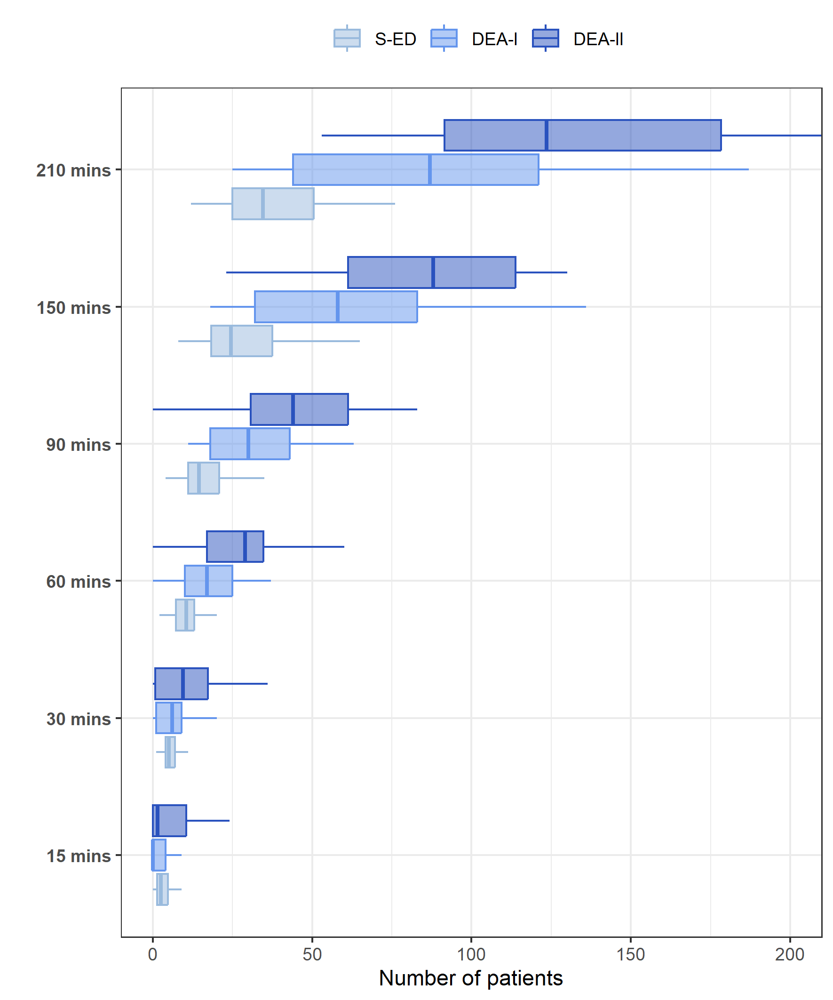 S-ED DEA-I DEA-II
210 mins
150 mins
90 mins
60 mins
30 mins
15 mins
0 50 100 150 200
Number of patients